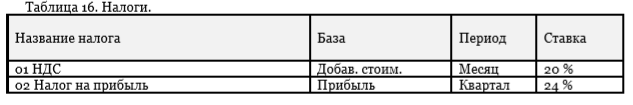 Таблица 16. Налоги.
Название налога База Период Ставка
01 НДС Добав. стоим. Месяц 20 %
02 Налог на прибыль Прибыль Квартал 24 %